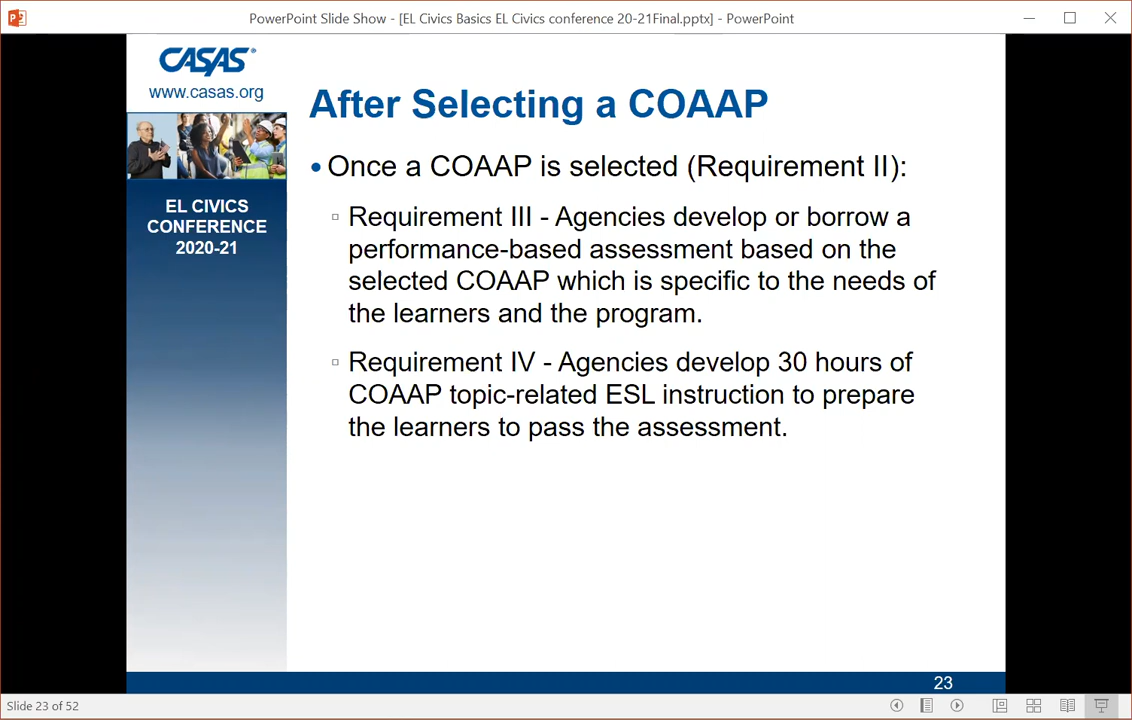 PowerPoint Slide Show - [EL Civics Basics EL Civics conference 20-21Final.pptx] - PowerPoint
CASAS®
www.casas.org
EL CIVICS
CONFERENCE
2020-21
After Selecting a COAAP
• Once a COAAP is selected (Requirement II):
▫ Requirement III - Agencies develop or borrow a
performance-based assessment based on the
selected COAAP which is specific to the needs of
the learners and the program.
▫ Requirement IV - Agencies develop 30 hours of
COAAP topic-related ESL instruction to prepare
the learners to pass the assessment.
23
Slide 23 of 52